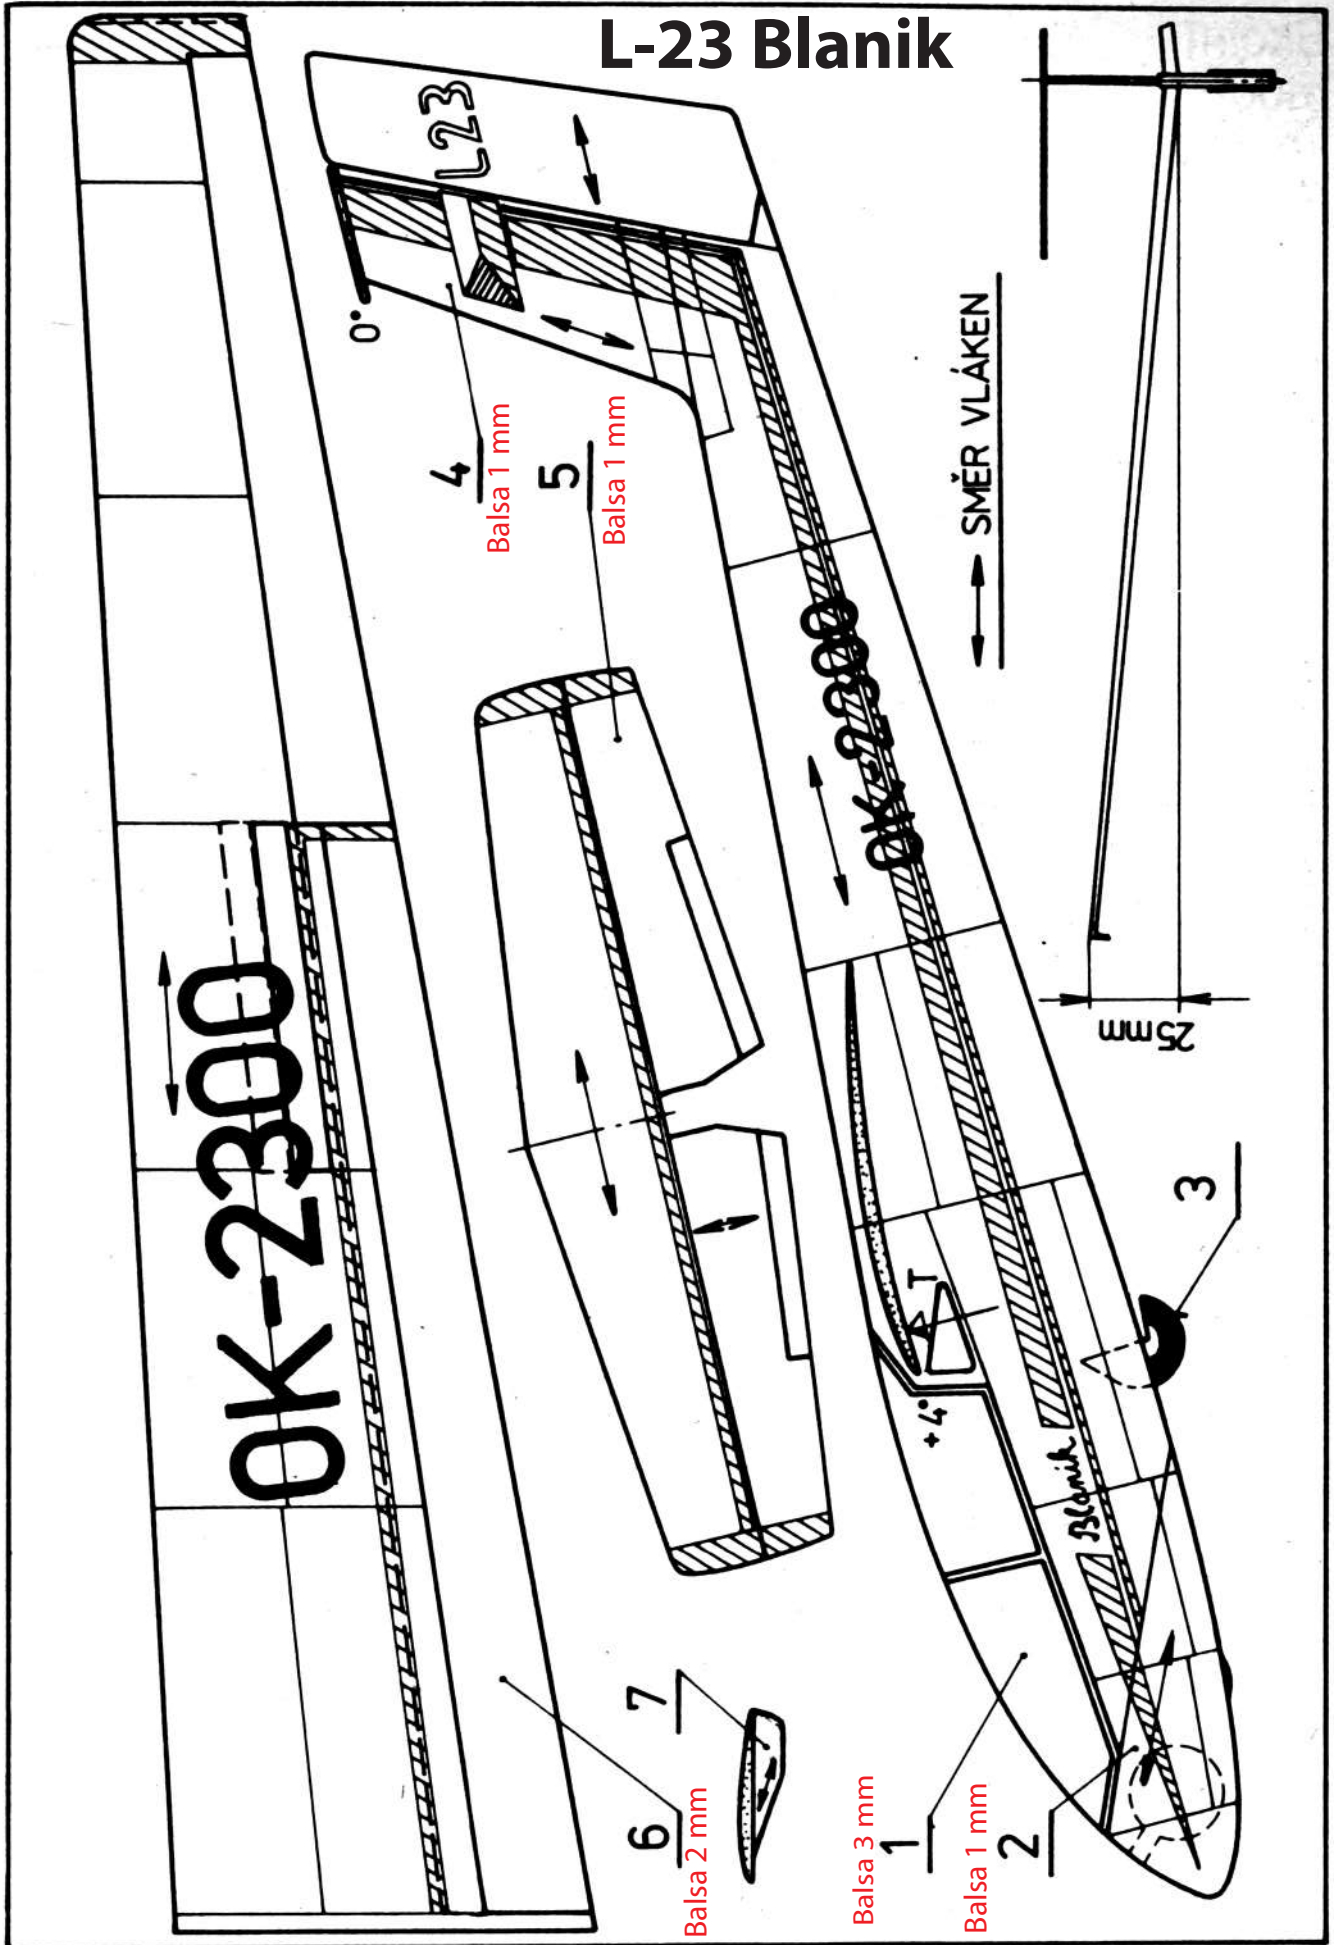 L-23 Blanik
L23
0°
4
Balsa 1 mm
5
Balsa 1 mm
SMĚR VLÁKEN
OK-2300
OK-2300
25mm
3
T
+4°
Blanik
7
6
Balsa 2 mm
Balsa 3 mm
1
Balsa 1 mm
2